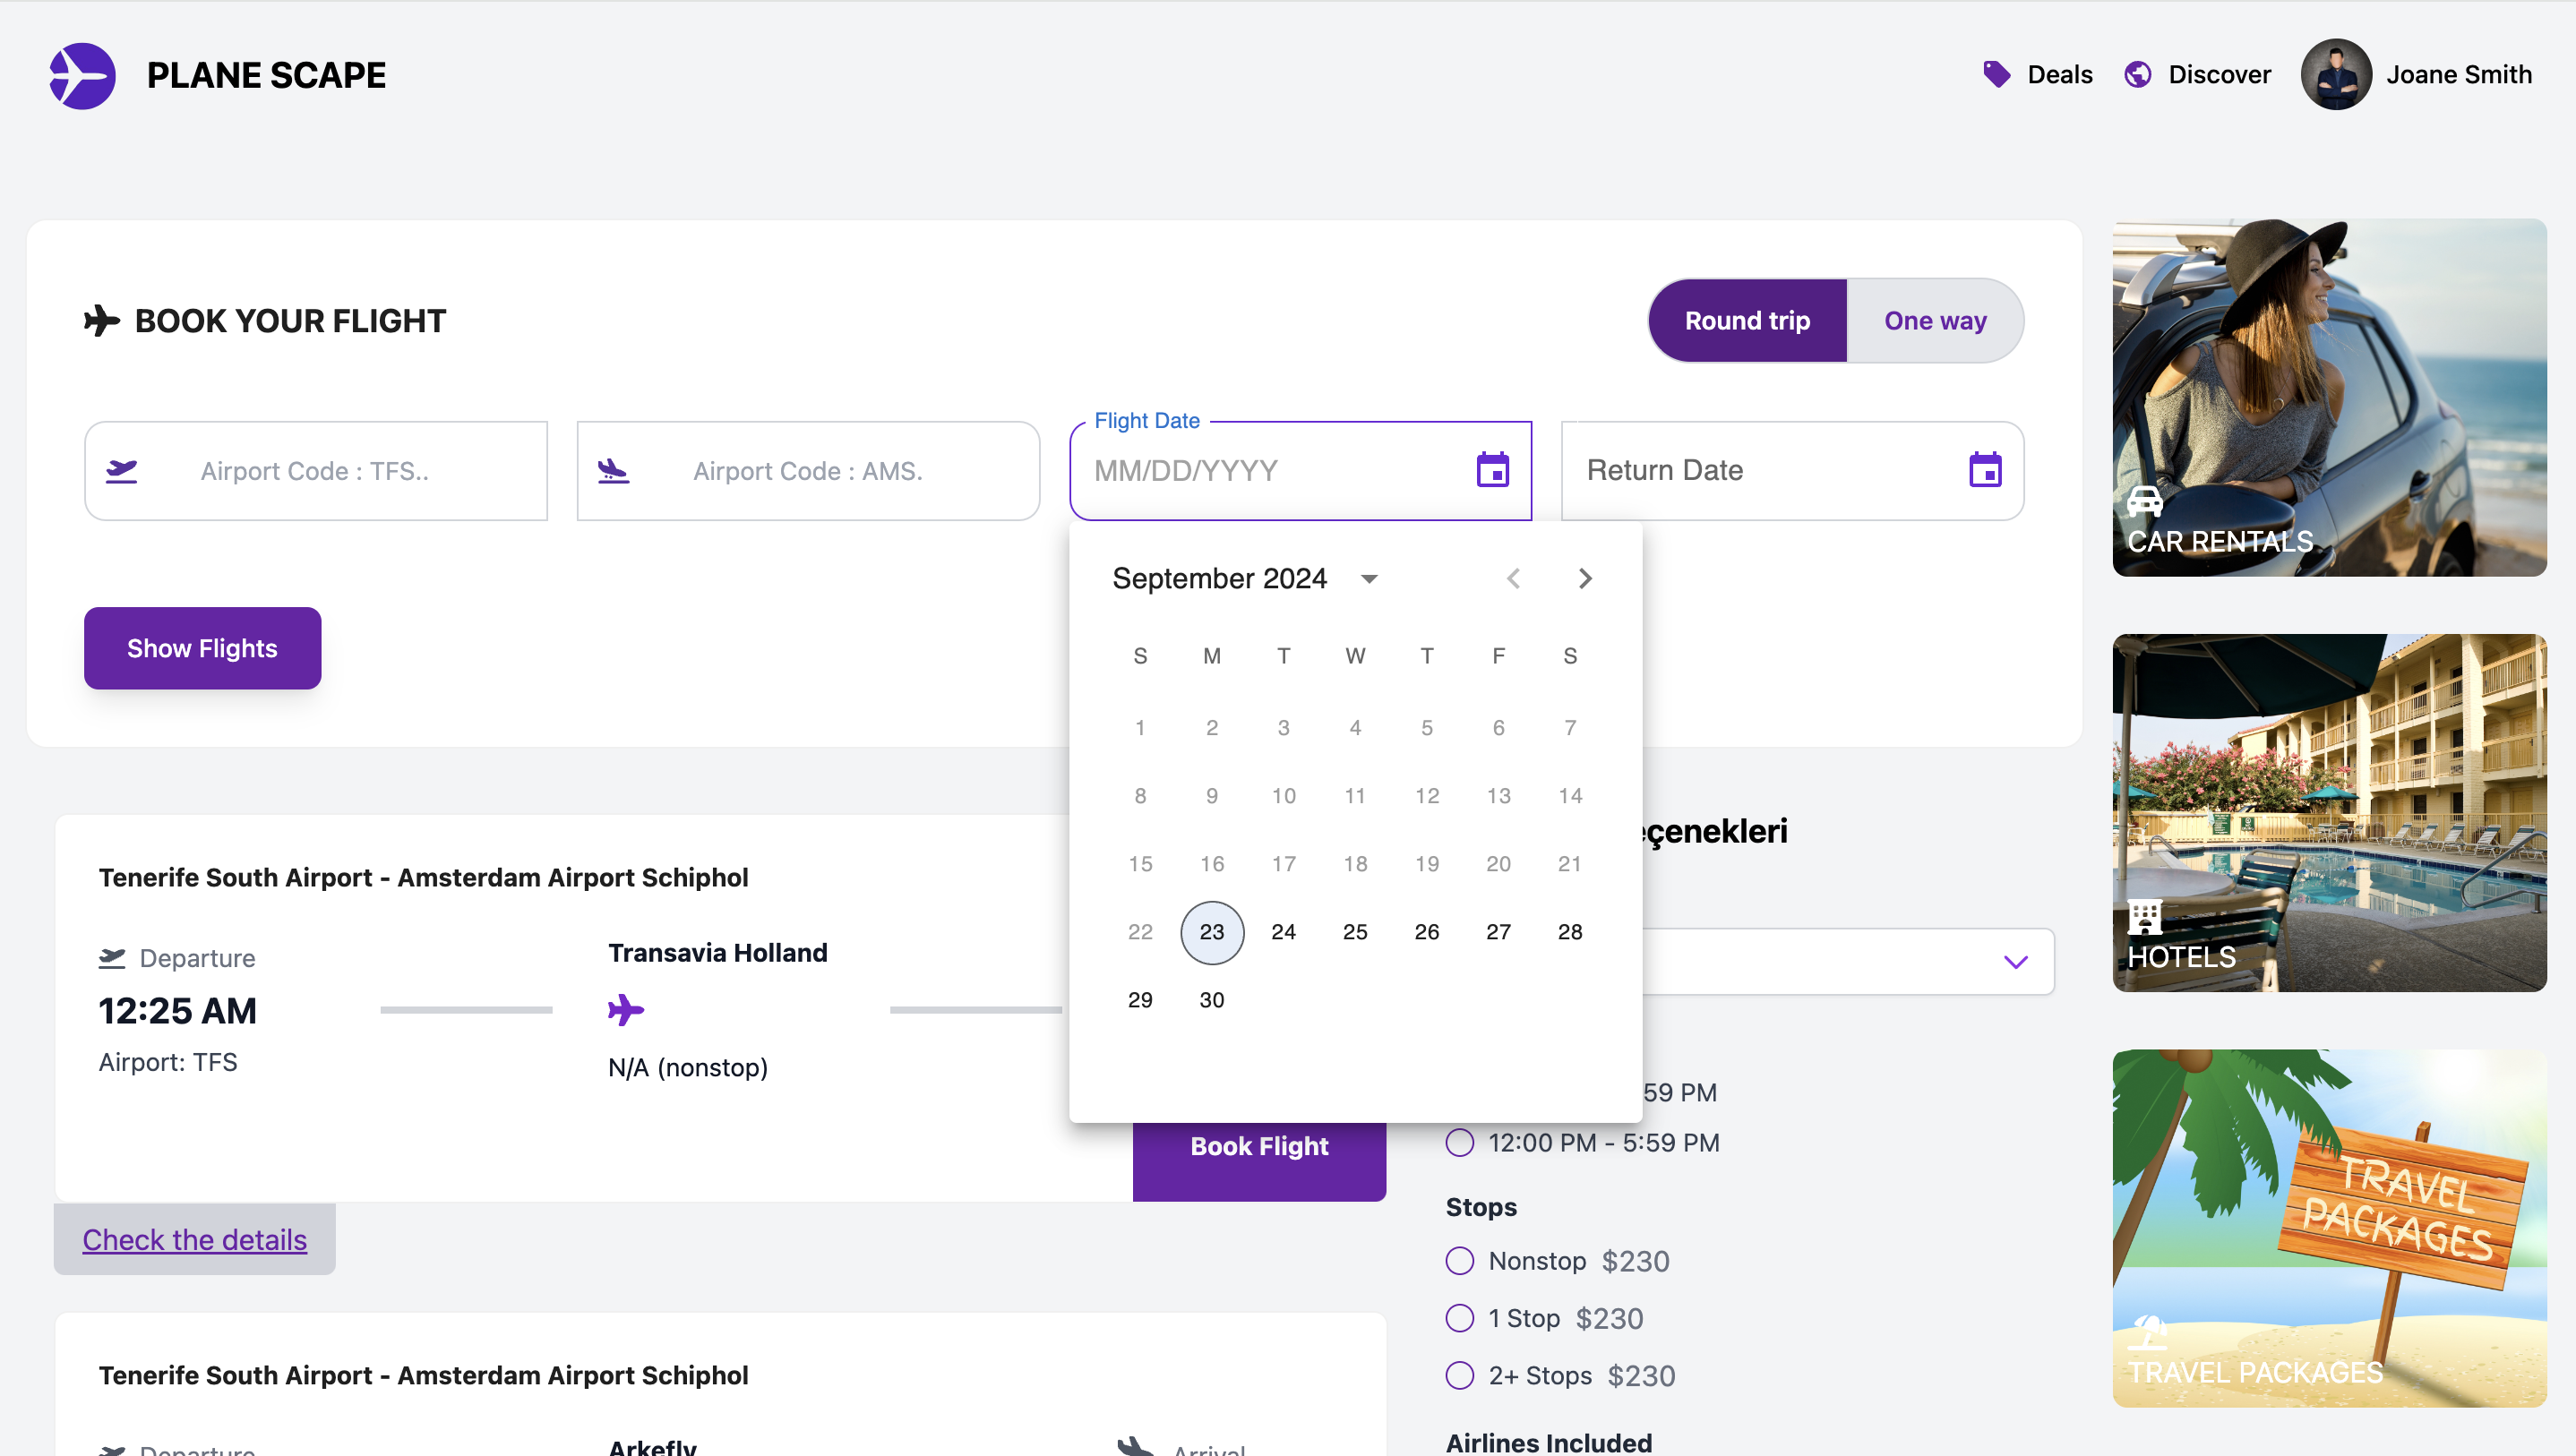 PLANE SCAPE
Deals
Discover
Joane Smith
BOOK YOUR FLIGHT
Round trip
One way
Airport Code : TFS..
Airport Code : AMS.
Flight Date
MM/DD/YYYY
Return Date
Show Flights
September 2024
S M T W T F S
1 2 3 4 5 6 7
8 9 10 11 12 13 14
15 16 17 18 19 20 21
22 23 24 25 26 27 28
29 30
Tenerife South Airport - Amsterdam Airport Schiphol
Departure
12:25 AM
Airport: TFS
Transavia Holland
N/A (nonstop)
Book Flight
Check the details
Tenerife South Airport - Amsterdam Airport Schiphol
Departure
Arkefly
Arrival
eçenekleri
59 PM
12:00 PM - 5:59 PM
Stops
Nonstop $230
1 Stop $230
2+ Stops $230
Airlines Included
CAR RENTALS
HOTELS
TRAVEL
PACKAGES
TRAVEL PACKAGES